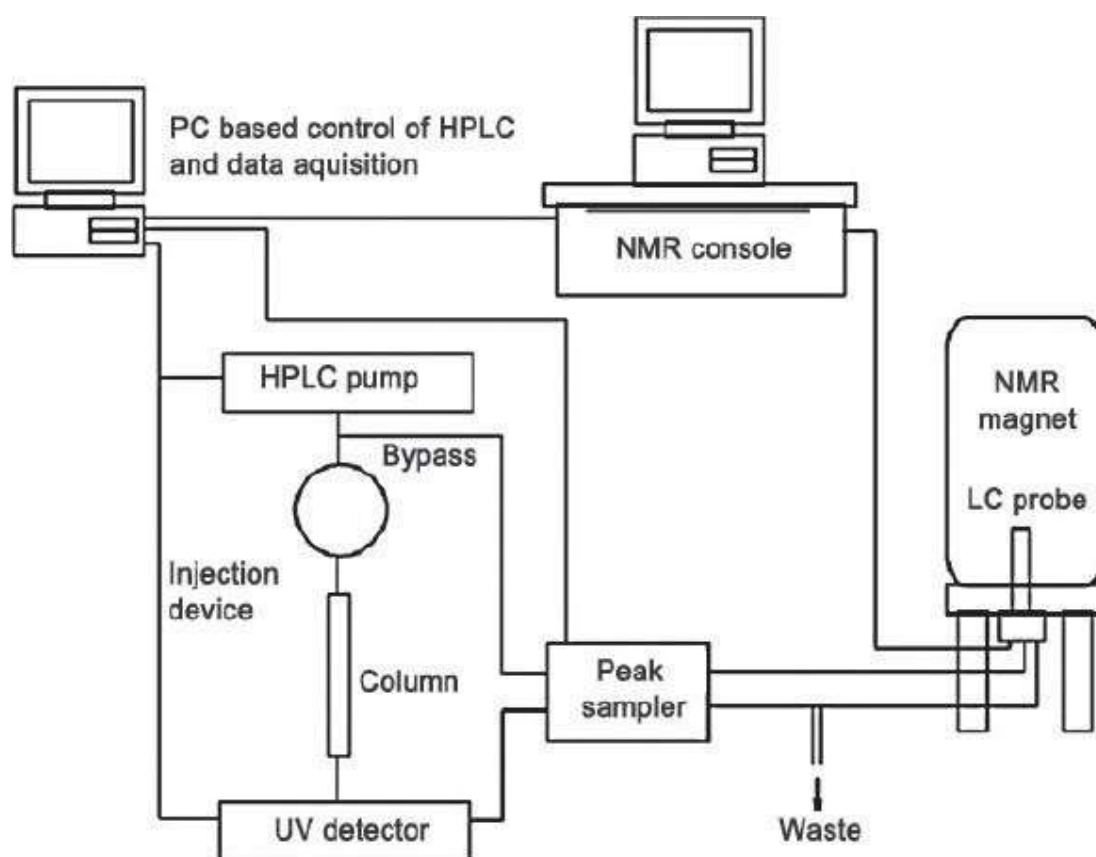 PC based control of HPLC
and data aquisition
NMR console
HPLC pump
Bypass
NMR
magnet
LC probe
Injection
device
Column
Peak
sampler
UV detector
Waste